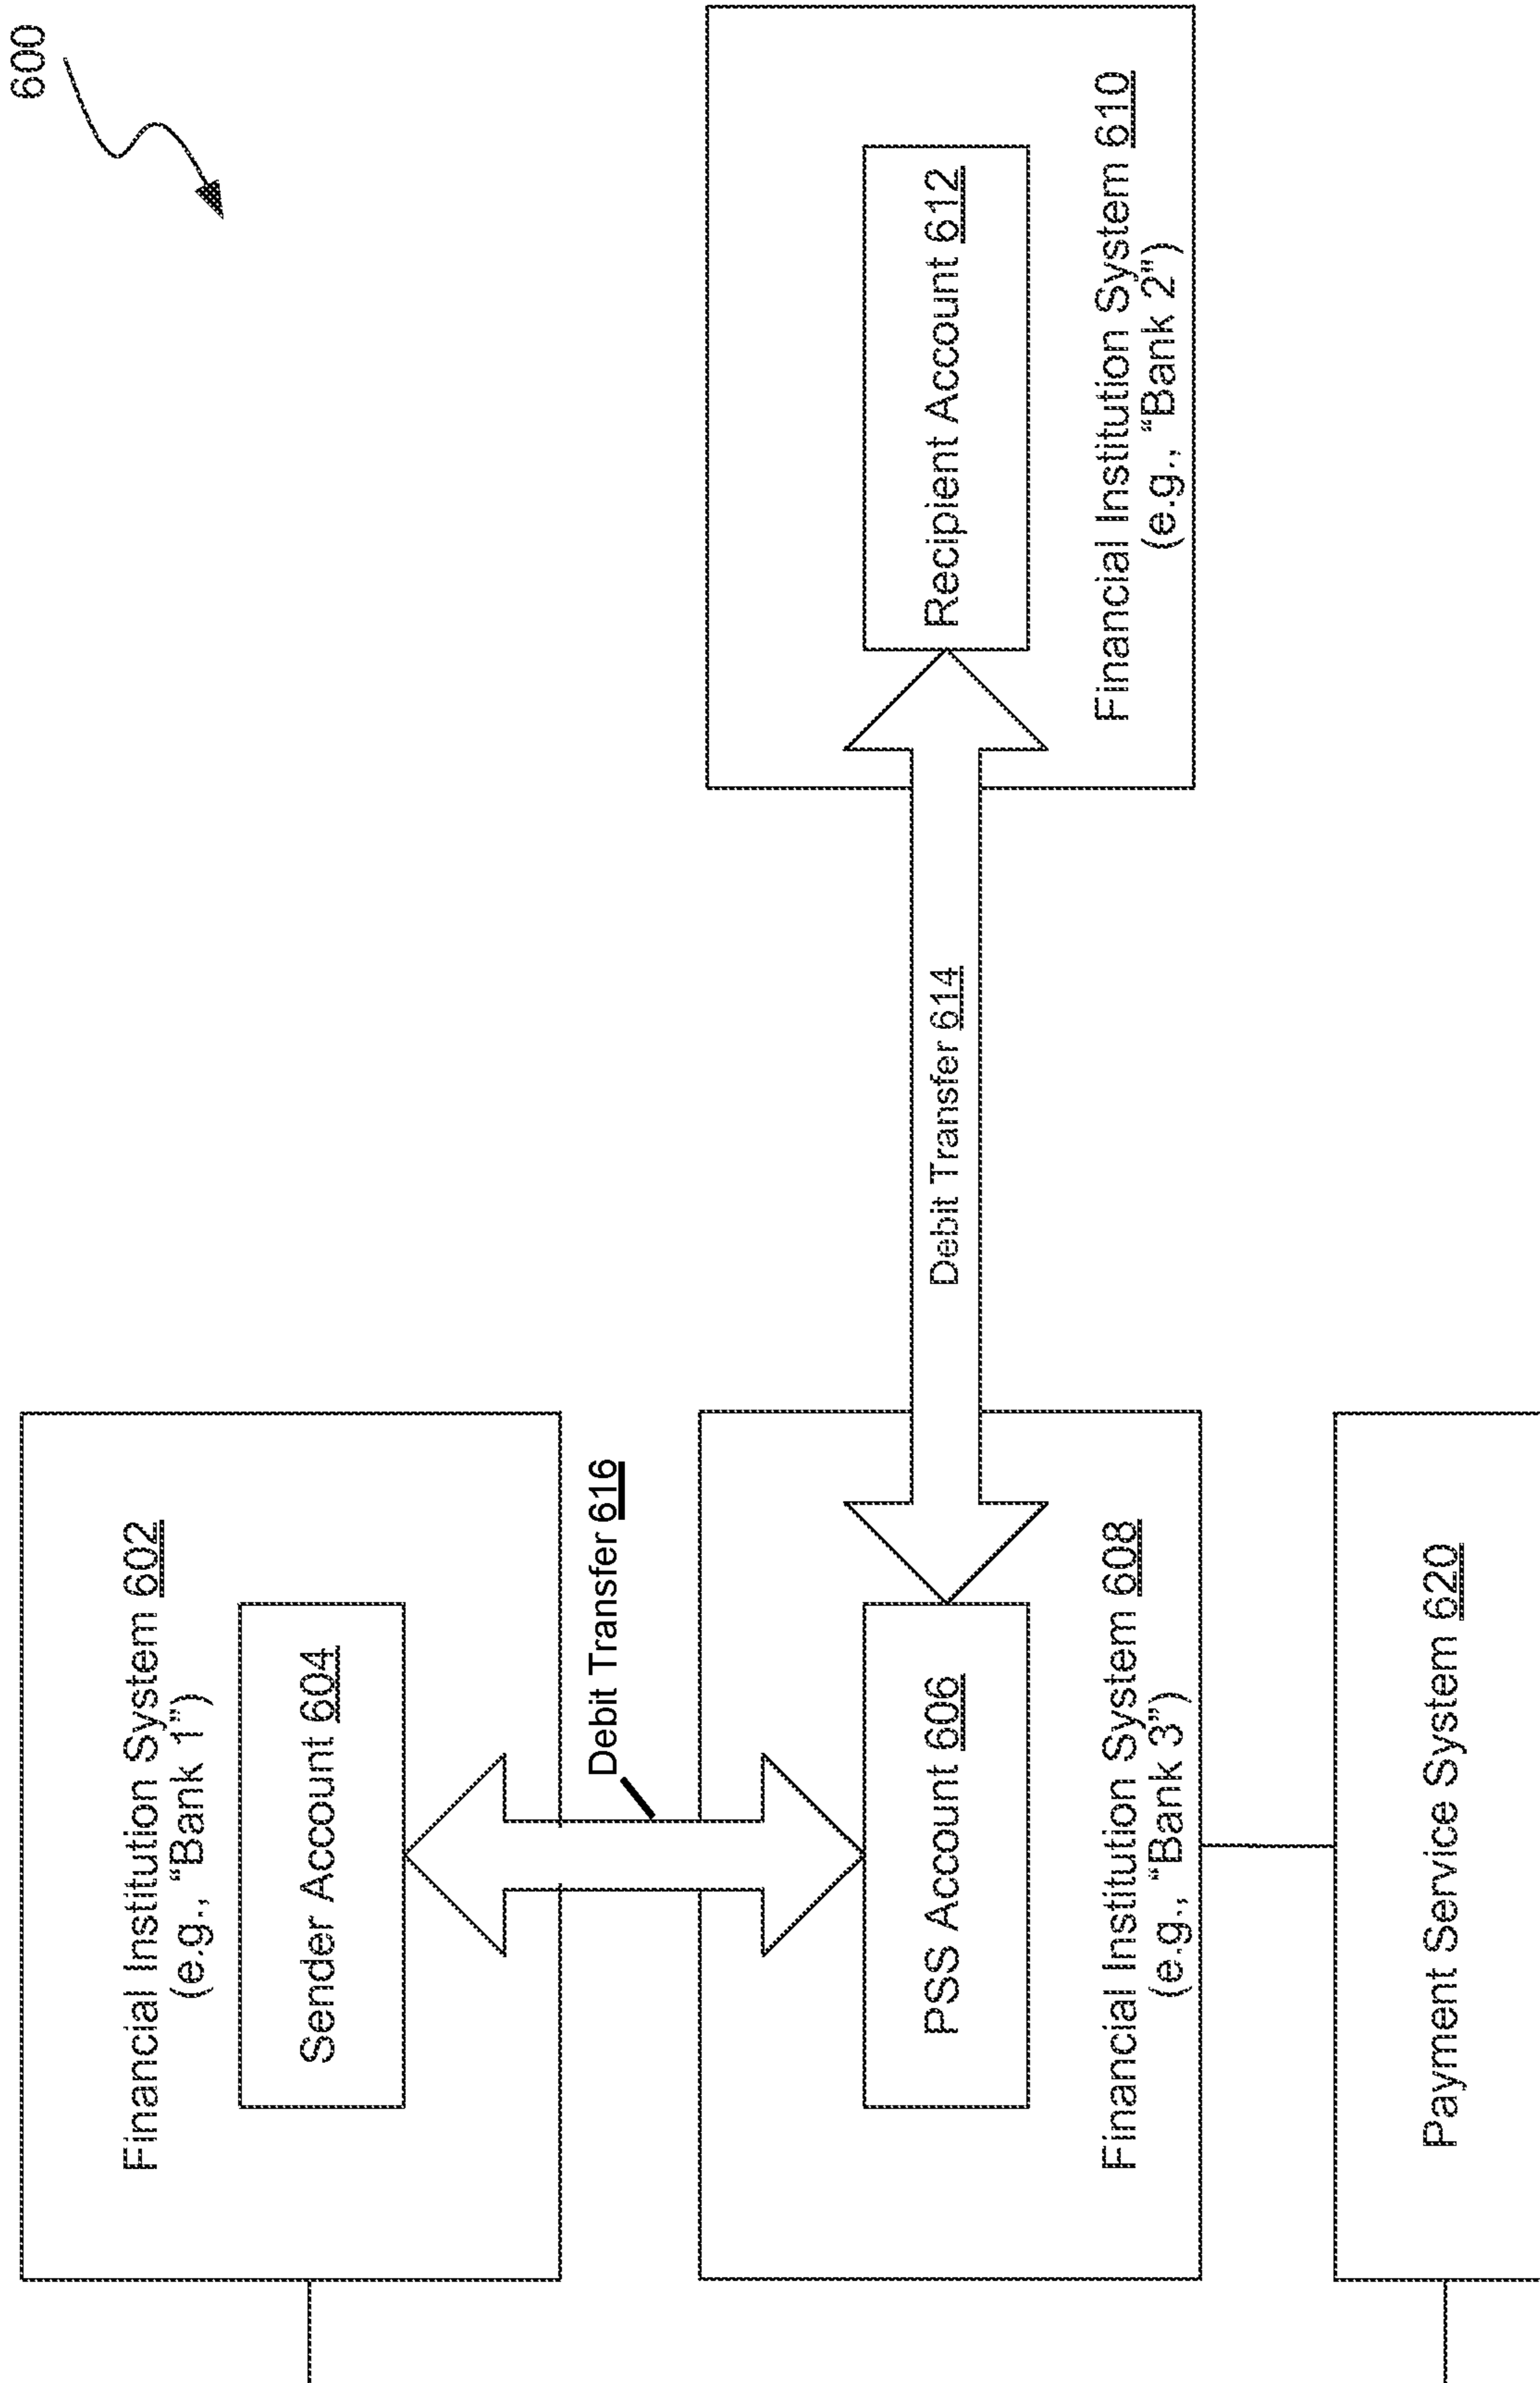 600
Financial Institution System 602
(e.g., “Bank 1”)
Sender Account 604
Debit Transfer 616
PSS Account 606
Financial Institution System 608
(e.g., “Bank 3”)
Debit Transfer 614
Recipient Account 612
Financial Institution System 610
(e.g., “Bank 2”)
Payment Service System 620